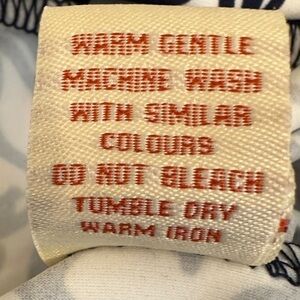 WARM GENTLE
MACHINE WASH
WITH SIMILAR
COLOURS
DO NOT BLEACH
TUMBLE DRY
WARM IRON